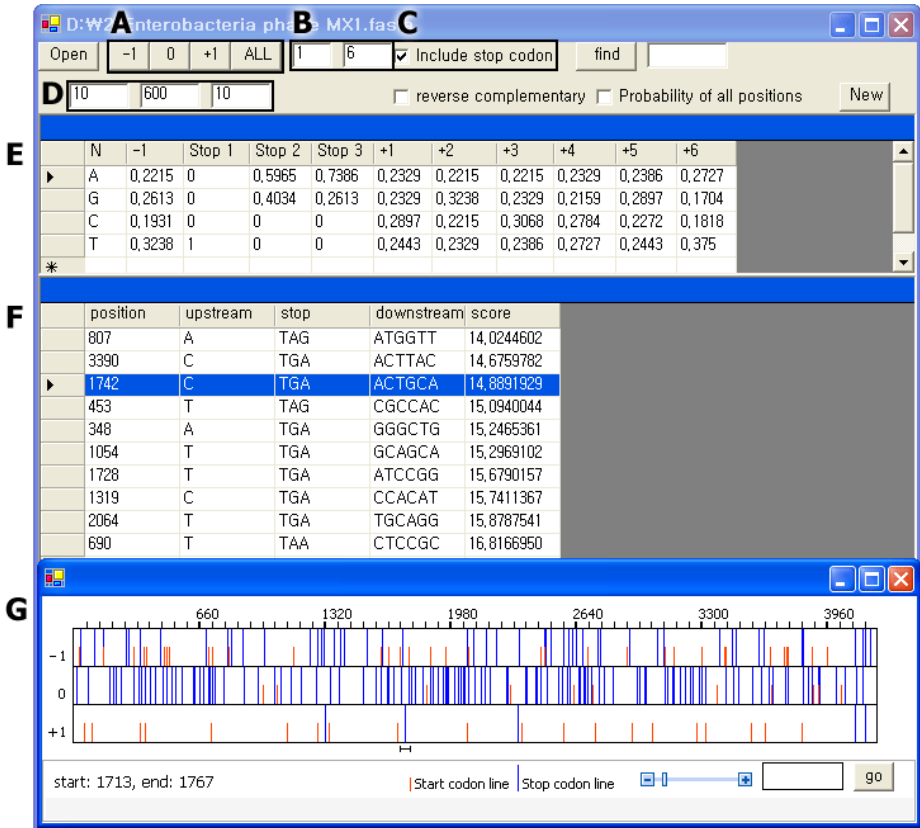 D:₩2 Enterobacteria phage MX1.fas
A B C
Open -1 0 +1 ALL 1 6 Include stop codon find
D 10 600 10 reverse complementary Probability of all positions New
E
N -1 Stop 1 Stop 2 Stop 3 +1 +2 +3 +4 +5 +6
A 0,2215 0 0,5965 0,7386 0,2329 0,2215 0,2215 0,2329 0,2386 0,2727
G 0,2613 0 0,4034 0,2613 0,2329 0,3238 0,2329 0,2159 0,2897 0,1704
C 0,1931 0 0 0 0,2897 0,2215 0,3068 0,2784 0,2272 0,1818
T 0,3238 1 0 0 0,2443 0,2329 0,2386 0,2727 0,2443 0,375
F
position upstream stop downstream score
807 A TAG ATGGTT 14,0244602
3390 C TGA ACTTAC 14,6759782
1742 C TGA ACTGCA 14,8891929
453 T TAG CGCCAC 15,0940044
348 A TGA GGGCTG 15,2465361
1054 T TGA GCAGCA 15,2969102
1728 T TGA ATCCGG 15,6790157
1319 C TGA CCACAT 15,7411367
2064 T TGA TGCAGG 15,8787541
690 T TAA CTCCGC 16,8166950
G
660 1320 1980 2640 3300 3960
-1
0
+1
start: 1713, end: 1767 Start codon line Stop codon line go